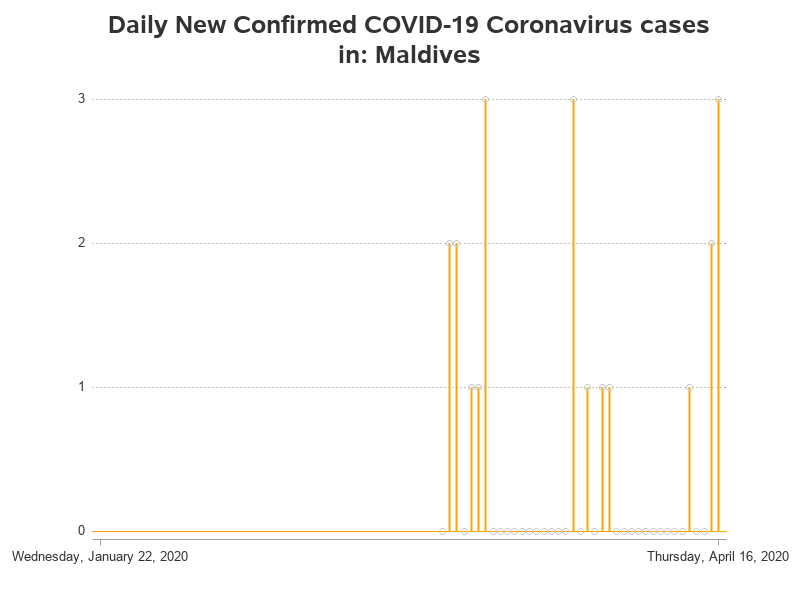 Daily New Confirmed COVID-19 Coronavirus cases
in: Maldives
3
2
1
0
Wednesday, January 22, 2020
Thursday, April 16, 2020